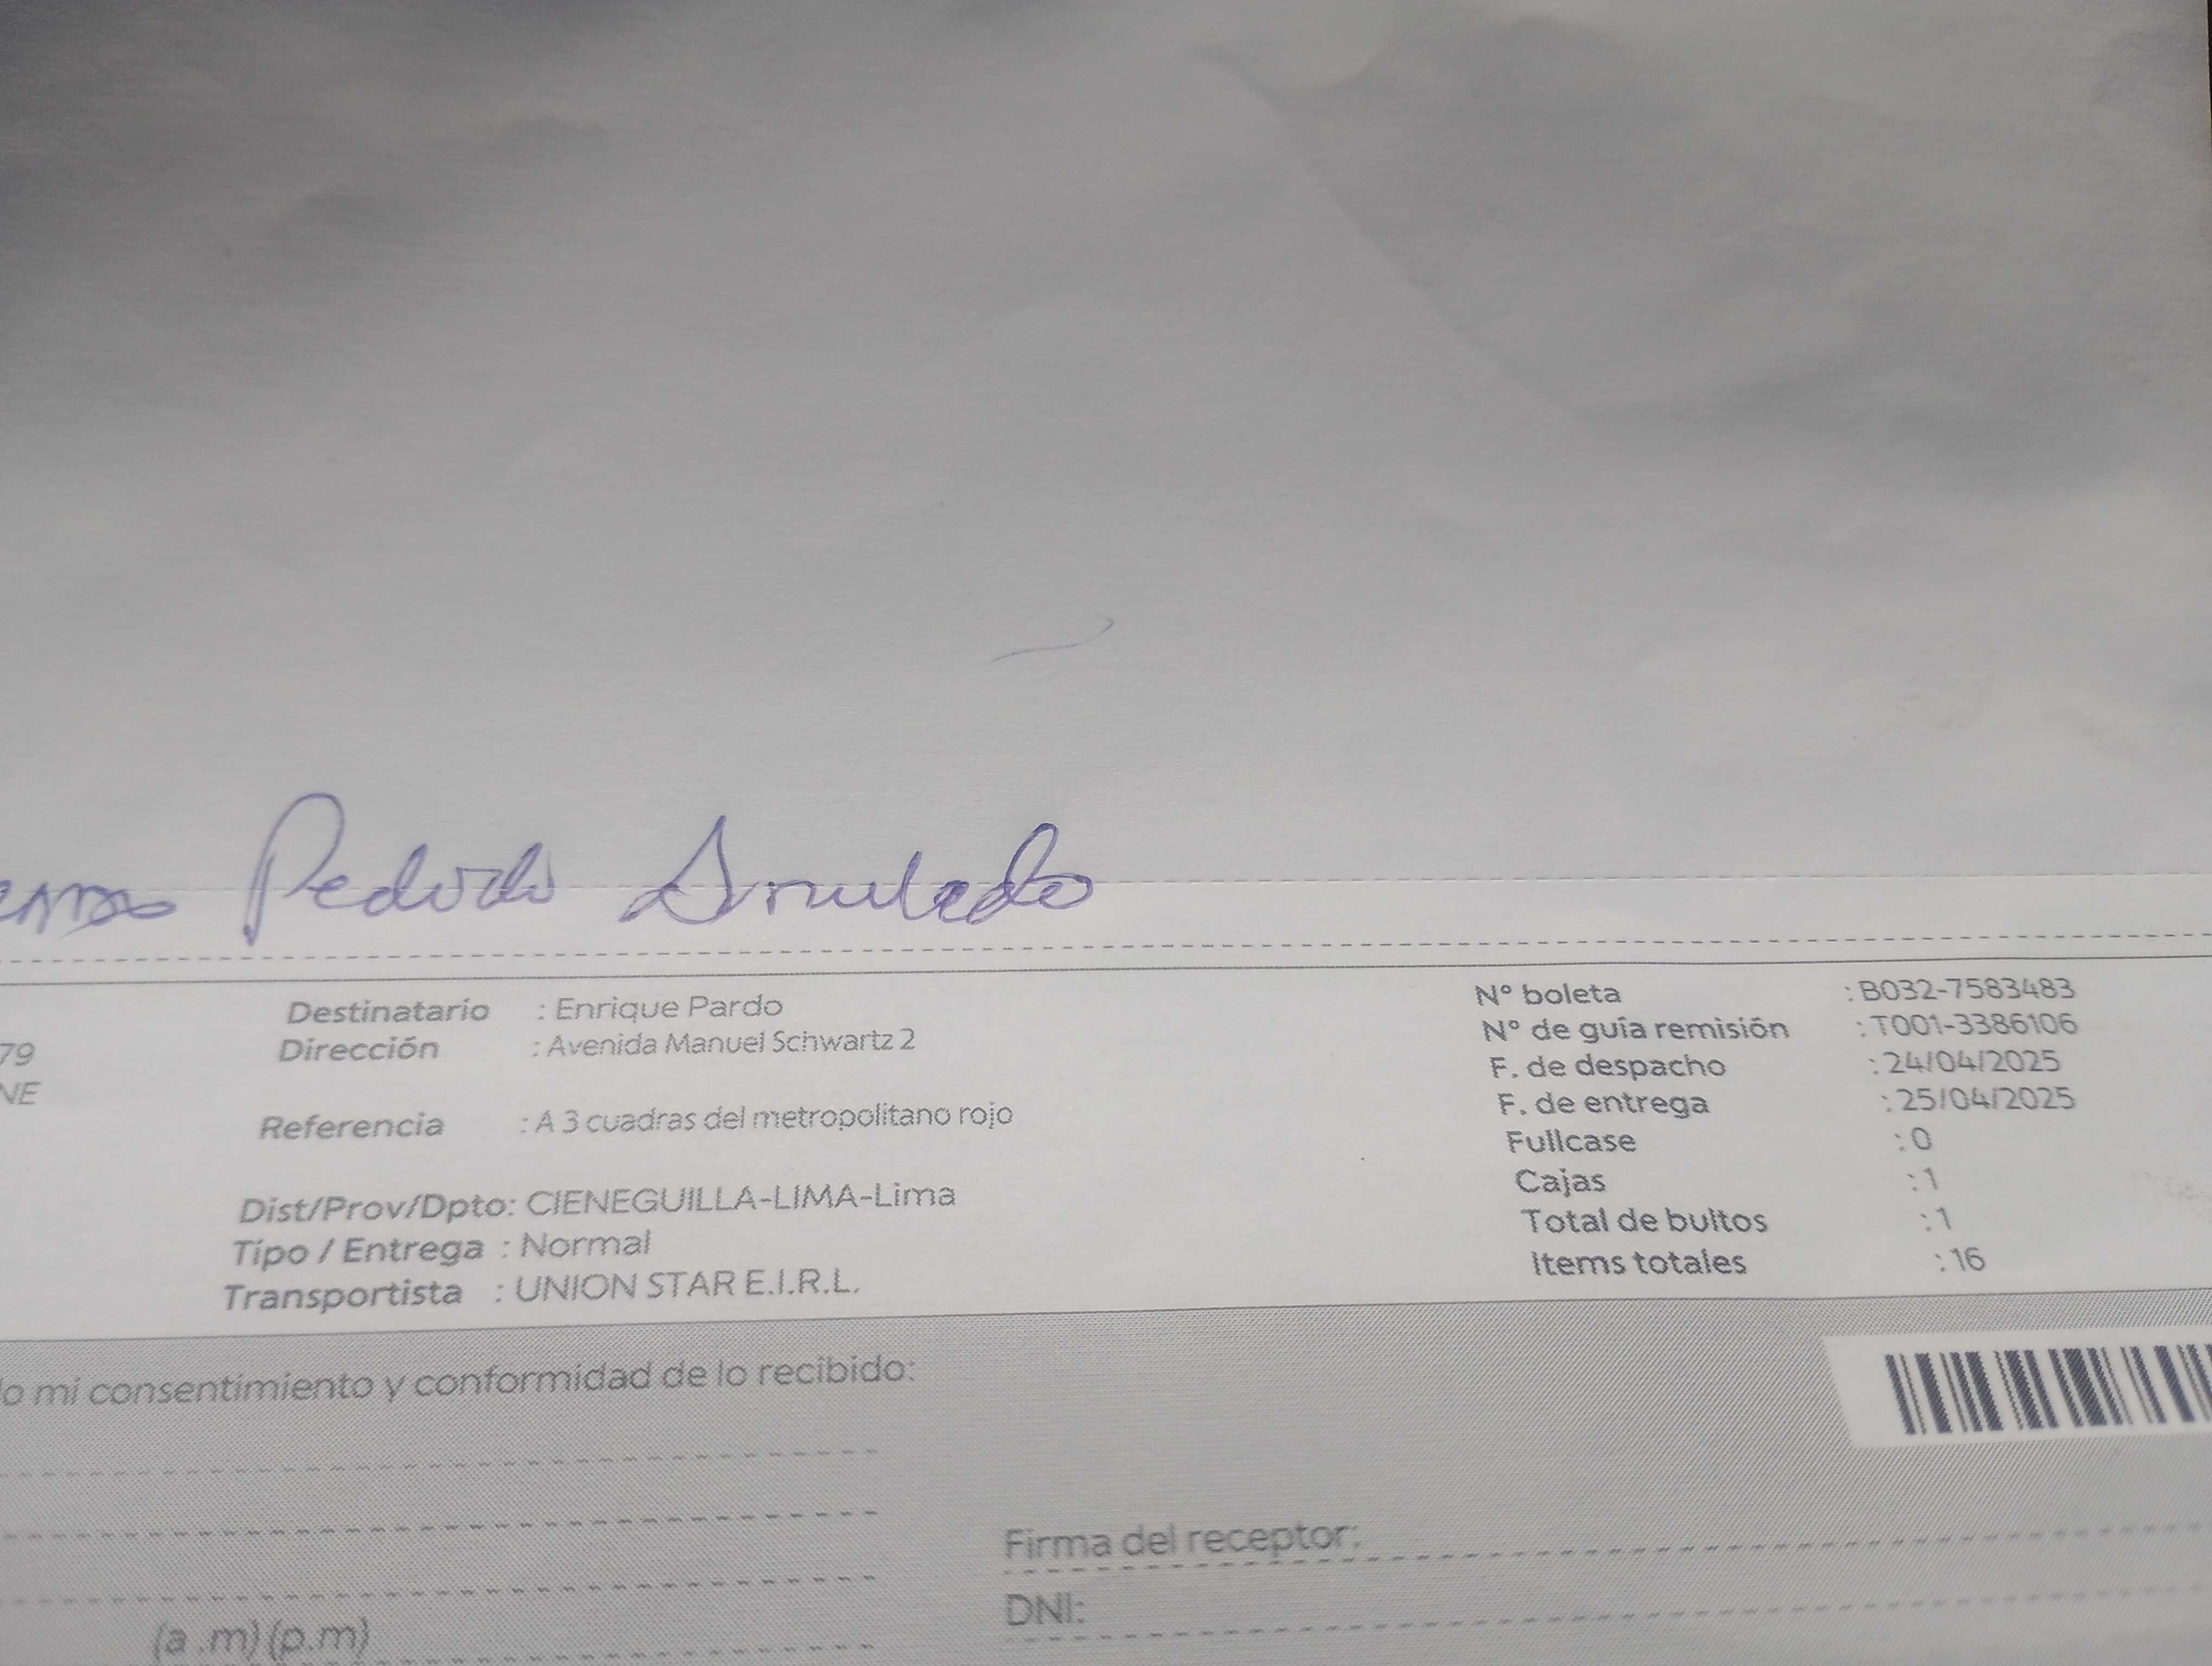 Pedido Anulado
Destinatario : Enrique Pardo
Dirección : Avenida Manuel Schwartz 2
Referencia : A 3 cuadras del metropolitano rojo
Dist/Prov/Dpto: CIENEGUILLA-LIMA-Lima
Tipo / Entrega : Normal
Transportista : UNION STAR E.I.R.L.
79
NE
N° boleta : B032-7583483
N° de guía remisión : T001-3386106
F. de despacho : 24/04/2025
F. de entrega : 25/04/2025
Fullcase : 0
Cajas : 1
Total de bultos : 1
Items totales : 16
o mi consentimiento y conformidad de lo recibido:
Firma del receptor:
DNI:
(a .m) (p.m)